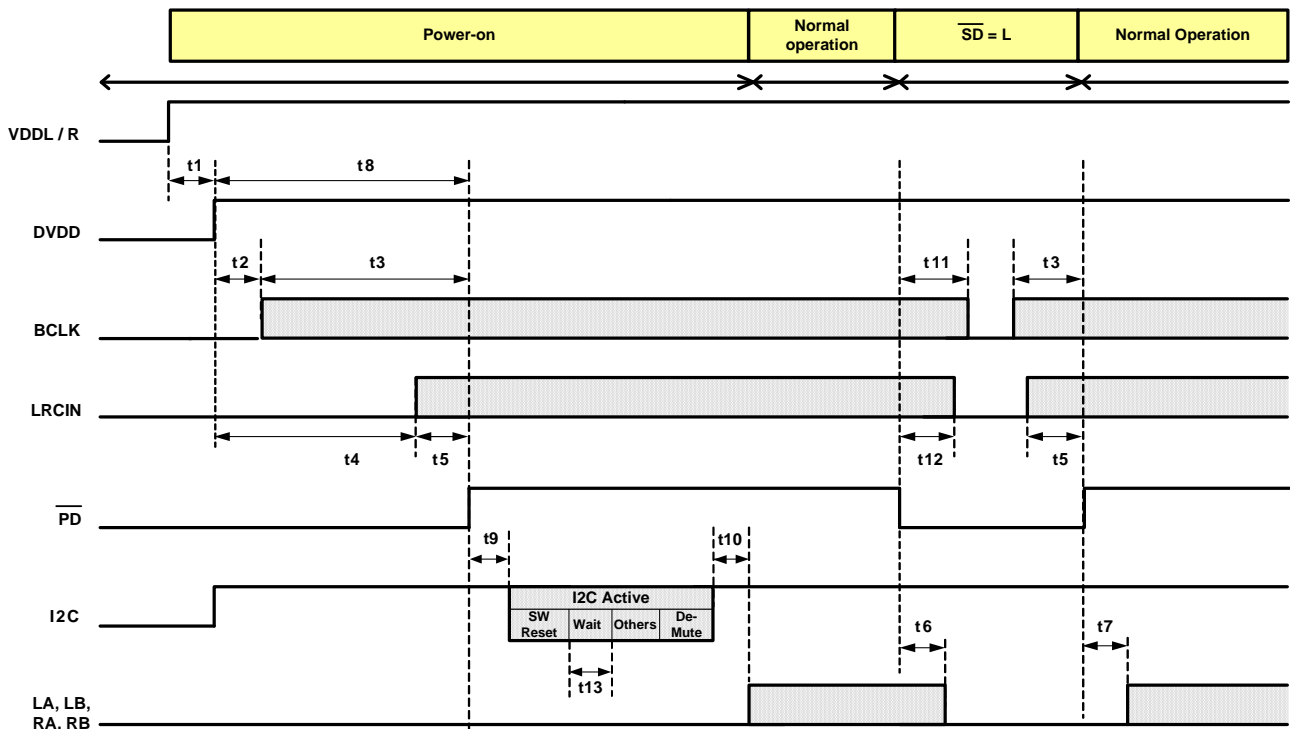 Power-on
Normal
operation
SD = L
Normal Operation
VDDL / R
t1
t8
DVDD
t2
t3
t11
t3
BCLK
LRCIN
t4
t5
t12
t5
PD
t9
t10
I2C
I2C Active
SW
Reset
Wait
Others
De-
Mute
t6
t7
t13
LA, LB,
RA, RB